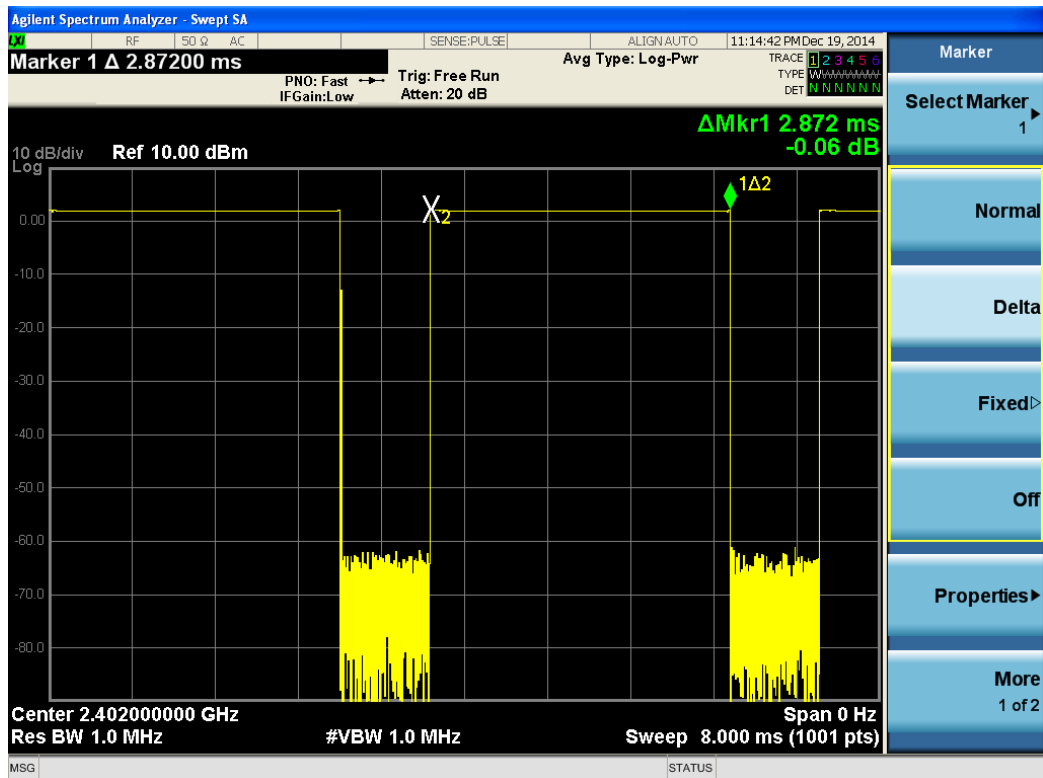 Agilent Spectrum Analyzer - Swept SA
LXI RF 50 Ω AC SENSE:PULSE ALIGN AUTO 11:14:42 PM Dec 19, 2014
Marker 1 Δ 2.87200 ms
PNO: Fast
IFGain:Low
Trig: Free Run
Atten: 20 dB
Avg Type: Log-Pwr
TRACE 1 2 3 4 5 6
TYPE W
DET N N N N N N
ΔMkr1 2.872 ms
-0.06 dB
10 dB/div Ref 10.00 dBm
Log
1Δ2
X2
0.00
-10.0
-20.0
-30.0
-40.0
-50.0
-60.0
-70.0
-80.0
Center 2.402000000 GHz Span 0 Hz
Res BW 1.0 MHz #VBW 1.0 MHz Sweep 8.000 ms (1001 pts)
MSG STATUS
Marker
Select Marker
1
Normal
Delta
Fixed
Off
Properties
More
1 of 2